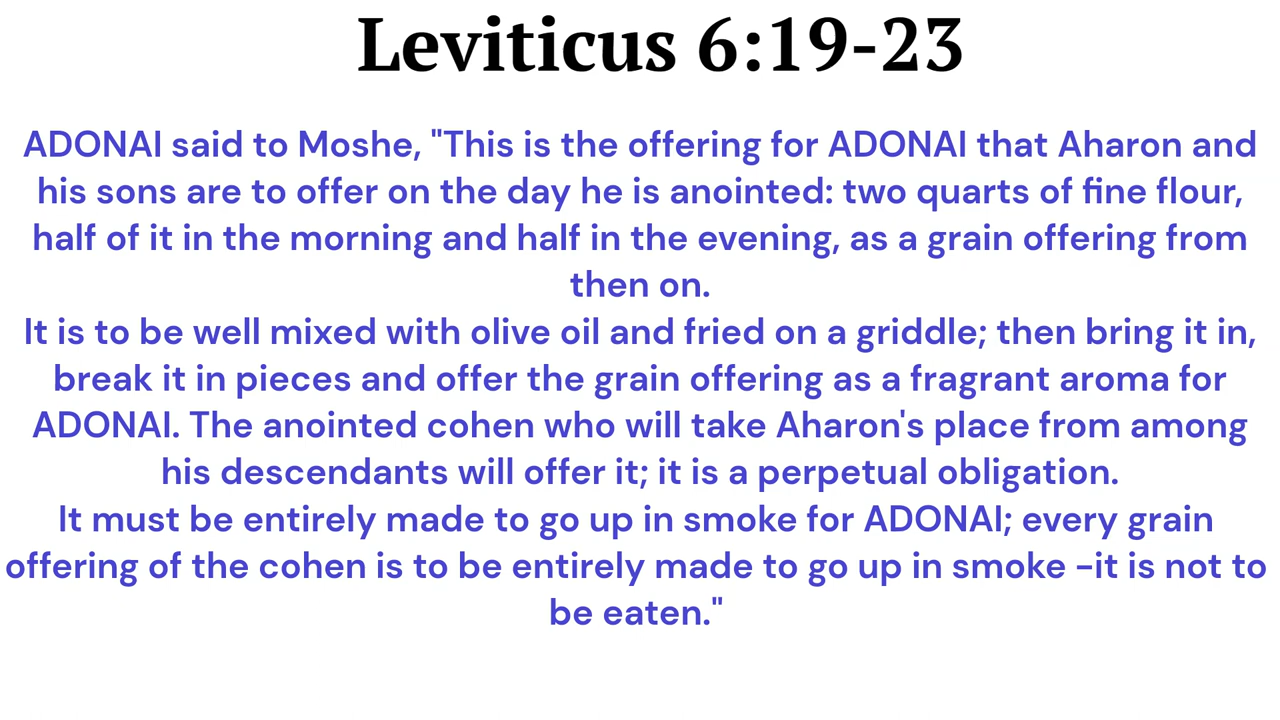 Leviticus 6:19-23
ADONAI said to Moshe, "This is the offering for ADONAI that Aharon and
his sons are to offer on the day he is anointed: two quarts of fine flour,
half of it in the morning and half in the evening, as a grain offering from
then on.
It is to be well mixed with olive oil and fried on a griddle; then bring it in,
break it in pieces and offer the grain offering as a fragrant aroma for
ADONAI. The anointed cohen who will take Aharon's place from among
his descendants will offer it; it is a perpetual obligation.
It must be entirely made to go up in smoke for ADONAI; every grain
offering of the cohen is to be entirely made to go up in smoke -it is not to
be eaten."